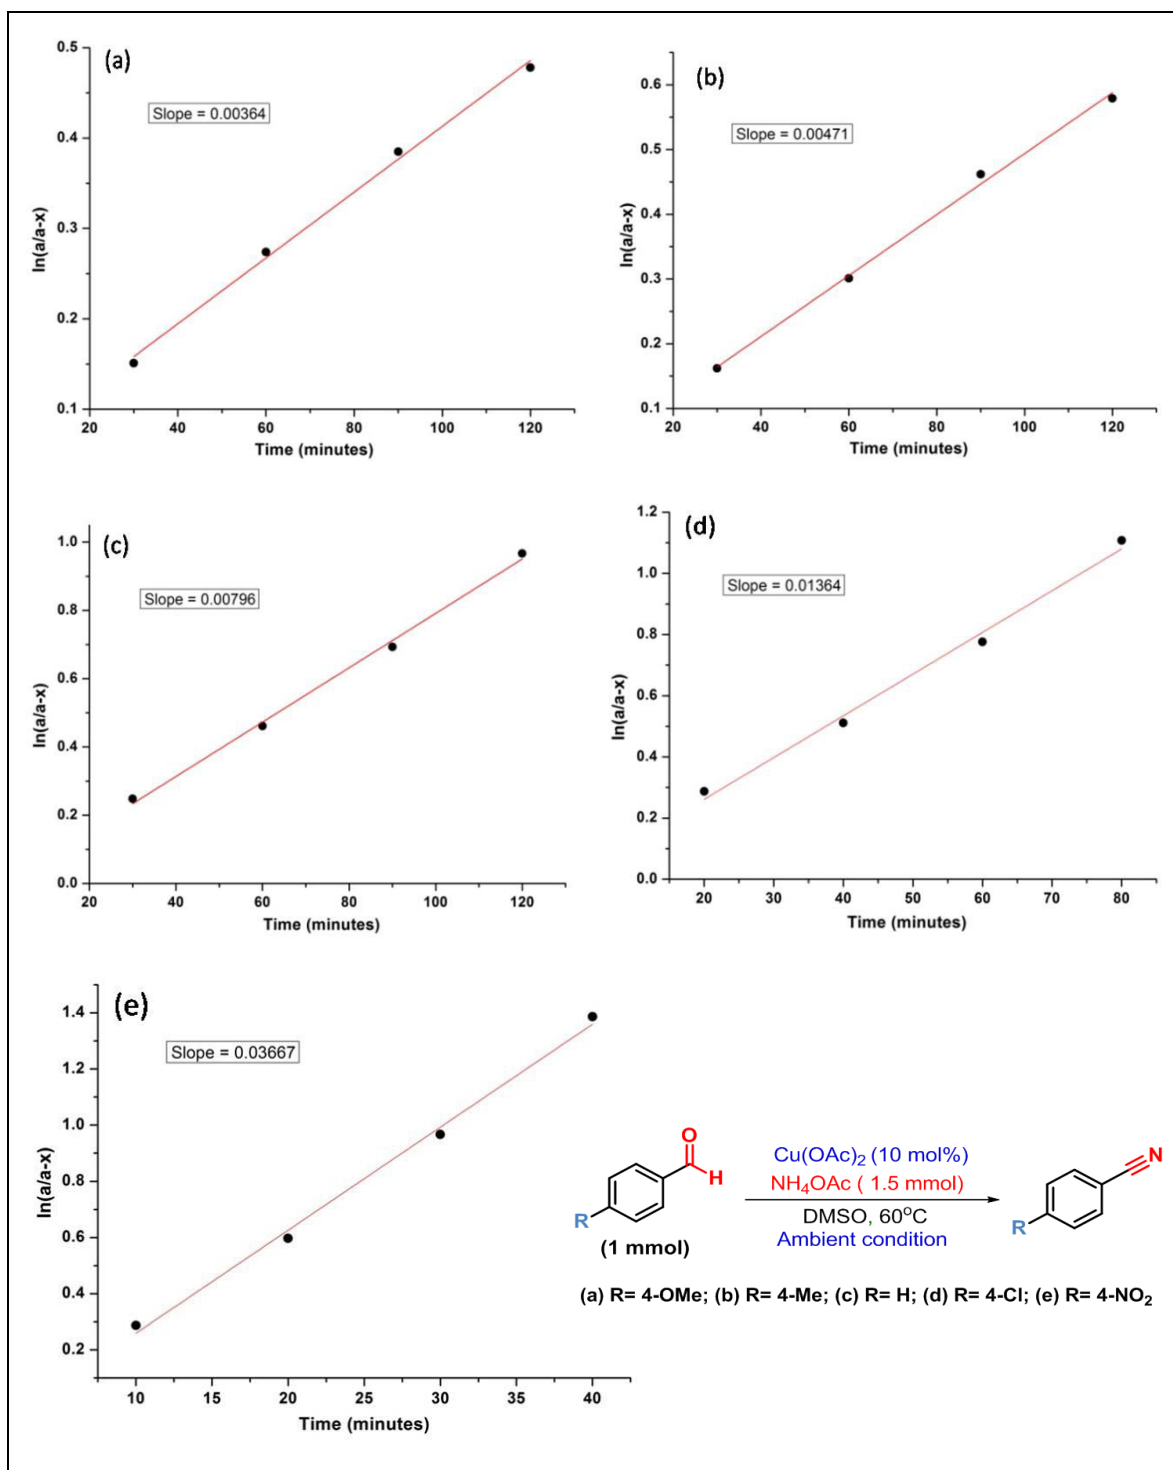 (a)
Slope = 0.00364
0.5
0.4
0.3
0.2
0.1
ln(a/a-x)
20 40 60 80 100 120
Time (minutes)
(b)
Slope = 0.00471
0.6
0.5
0.4
0.3
0.2
0.1
ln(a/a-x)
20 40 60 80 100 120
Time (minutes)
(c)
Slope = 0.00796
1.0
0.8
0.6
0.4
0.2
0.0
ln(a/a-x)
20 40 60 80 100 120
Time (minutes)
(d)
Slope = 0.01364
1.2
1.0
0.8
0.6
0.4
0.2
0.0
ln(a/a-x)
20 30 40 50 60 70 80
Time (minutes)
(e)
Slope = 0.03667
1.4
1.2
1.0
0.8
0.6
0.4
0.2
ln(a/a-x)
10 15 20 25 30 35 40
Time (minutes)
O
H
R
(1 mmol)
Cu(OAc)₂ (10 mol%)
NH₄OAc ( 1.5 mmol)
DMSO, 60°C
Ambient condition
N
R
(a) R= 4-OMe; (b) R= 4-Me; (c) R= H; (d) R= 4-Cl; (e) R= 4-NO₂